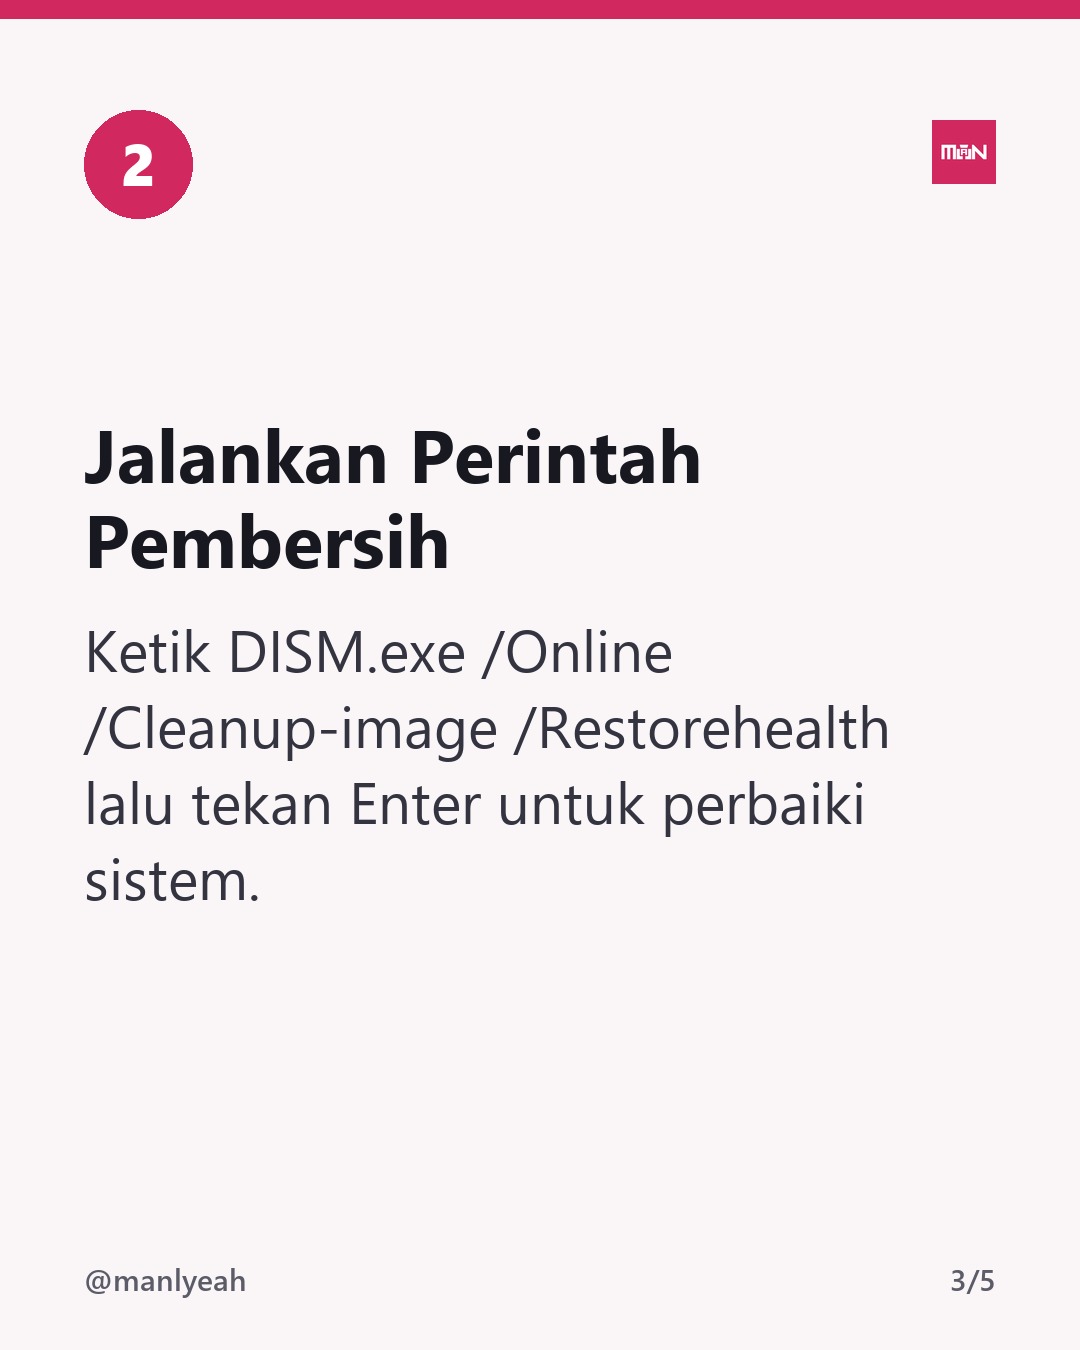 2
Jalankan Perintah
Pembersih
Ketik DISM.exe /Online
/Cleanup-image /Restorehealth
lalu tekan Enter untuk perbaiki
sistem.
@manlyeah
3/5